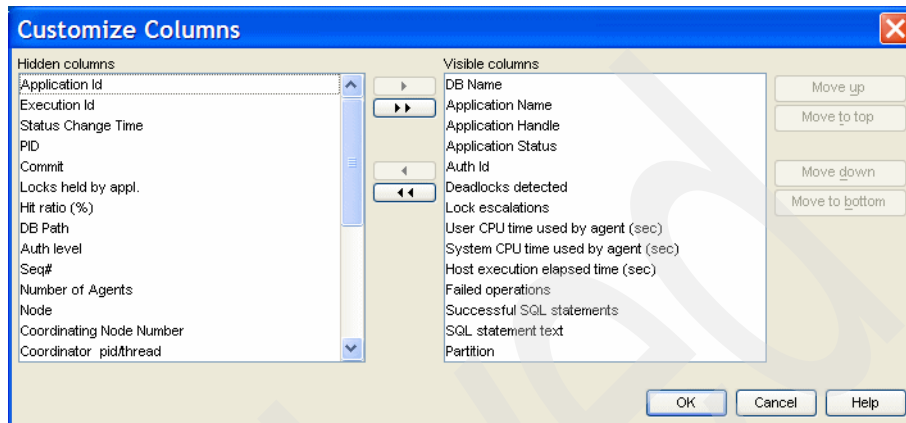 Customize Columns
Hidden columns
Application Id
Execution Id
Status Change Time
PID
Commit
Locks held by appl.
Hit ratio (%)
DB Path
Auth level
Seq#
Number of Agents
Node
Coordinating Node Number
Coordinator pid/thread
Visible columns
DB Name
Application Name
Application Handle
Application Status
Auth Id
Deadlocks detected
Lock escalations
User CPU time used by agent (sec)
System CPU time used by agent (sec)
Host execution elapsed time (sec)
Failed operations
Successful SQL statements
SQL statement text
Partition
Move up
Move to top
Move down
Move to bottom
OK
Cancel
Help